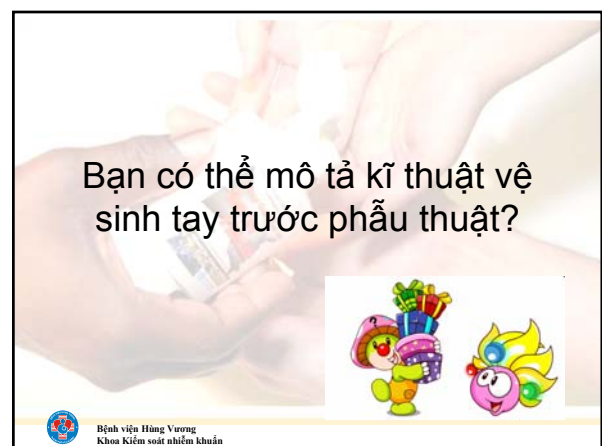 Bạn có thể mô tả kĩ thuật vệ
sinh tay trước phẫu thuật?
?
Bệnh viện Hùng Vương
Khoa Kiểm soát nhiễm khuẩn